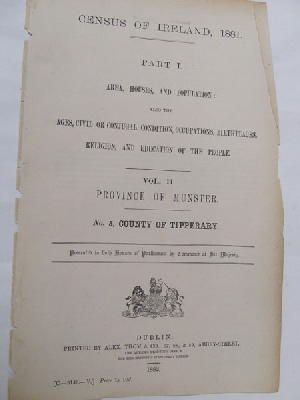 CENSUS OF IRELAND, 1881.
PART I.
AREA, HOUSES, AND POPULATION:
ALSO THE
AGES, CIVIL OR CONJUGAL CONDITION, OCCUPATIONS, BIRTHPLACES,
RELIGION, AND EDUCATION OF THE PEOPLE
VOL. II
PROVINCE OF MUNSTER.
No. 5. COUNTY OF TIPPERARY
Presented to both Houses of Parliament by Command of Her Majesty.
DUBLIN:
PRINTED BY ALEX. THOM & CO. ABBEY-STREET,
1882.